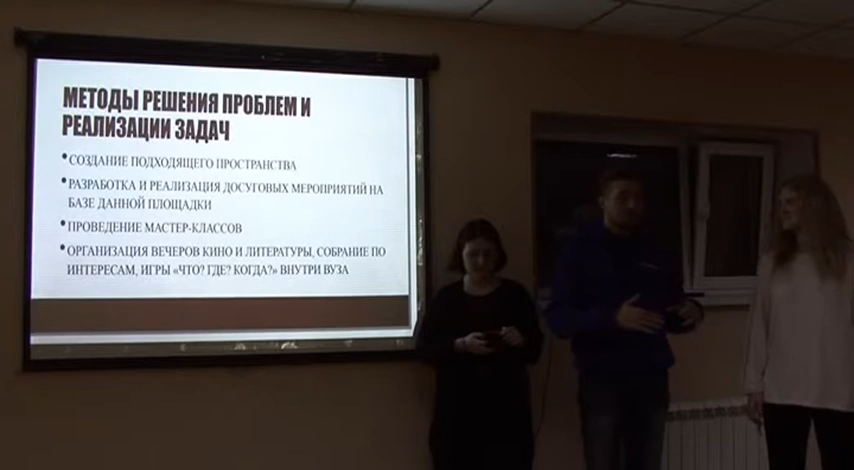 МЕТОДЫ РЕШЕНИЯ ПРОБЛЕМ И
РЕАЛИЗАЦИИ ЗАДАЧ
•СОЗДАНИЕ ПОДХОДЯЩЕГО ПРОСТРАНСТВА
•РАЗРАБОТКА И РЕАЛИЗАЦИЯ ДОСУГОВЫХ МЕРОПРИЯТИЙ НА
БАЗЕ ДАННОЙ ПЛОЩАДКИ
•ПРОВЕДЕНИЕ МАСТЕР-КЛАССОВ
•ОРГАНИЗАЦИЯ ВЕЧЕРОВ КИНО И ЛИТЕРАТУРЫ, СОБРАНИЕ ПО
ИНТЕРЕСАМ, ИГРЫ «ЧТО? ГДЕ? КОГДА?» ВНУТРИ ВУЗА